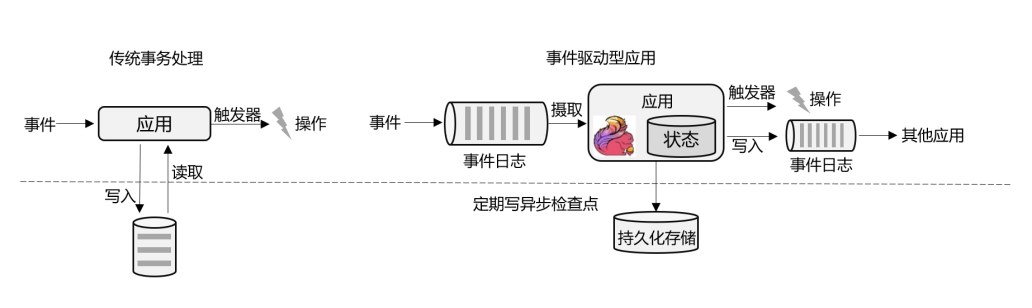 传统事务处理
事件
应用
触发器
操作
写入
读取
事件驱动型应用
事件
事件日志
摄取
应用
状态
触发器
操作
写入
事件日志
其他应用
定期写异步检查点
持久化存储